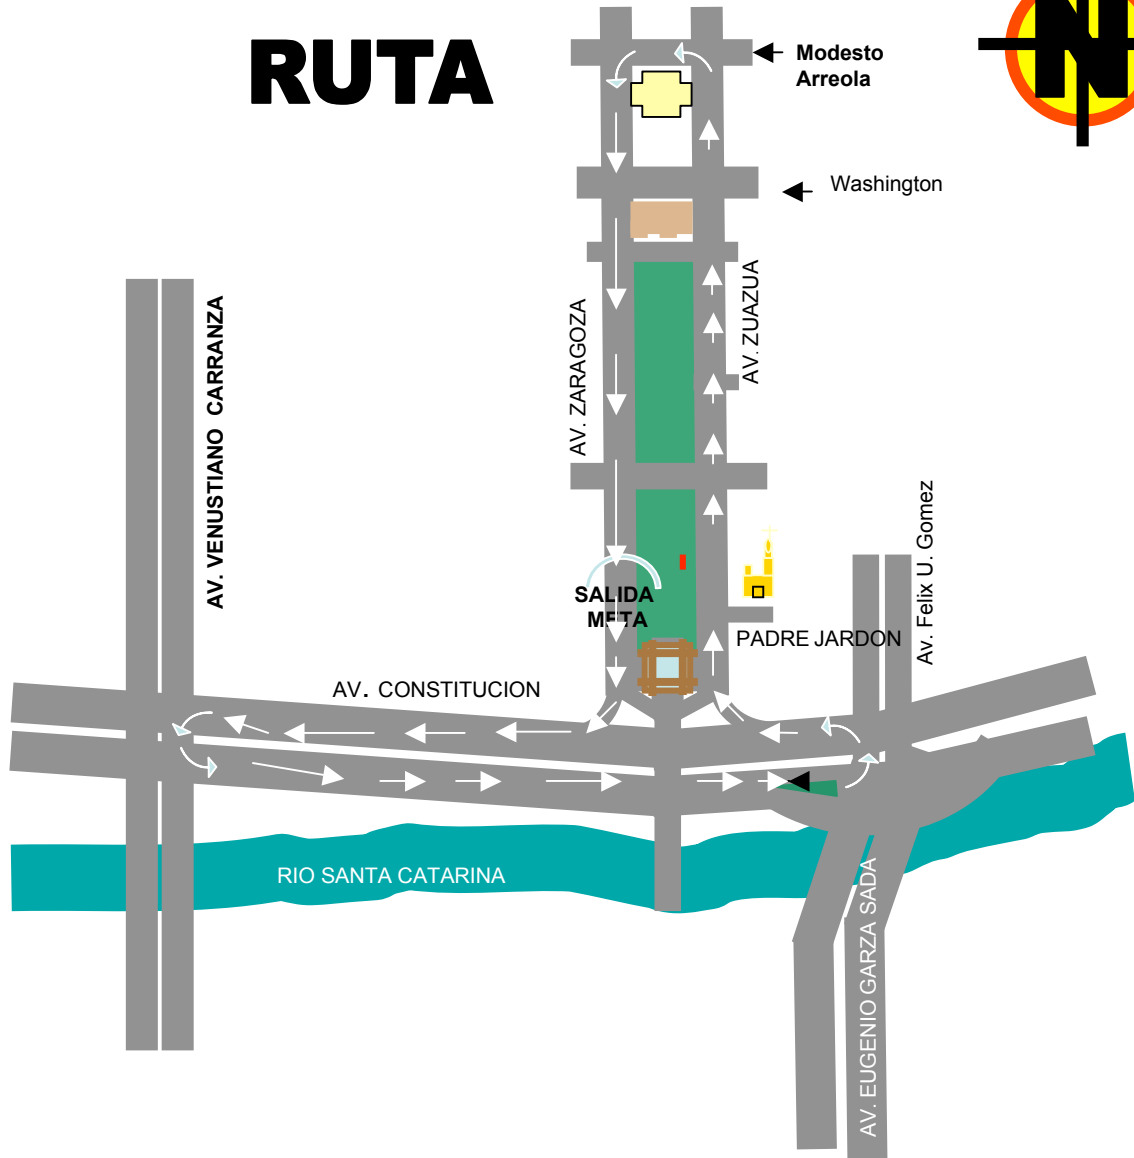 RUTA
N
Modesto
Arreola
Washington
AV. ZUAZUA
AV. ZARAGOZA
AV. VENUSTIANO CARRANZA
Av. Felix U. Gomez
SALIDA
META
PADRE JARDON
AV. CONSTITUCION
RIO SANTA CATARINA
AV. EUGENIO GARZA SADA